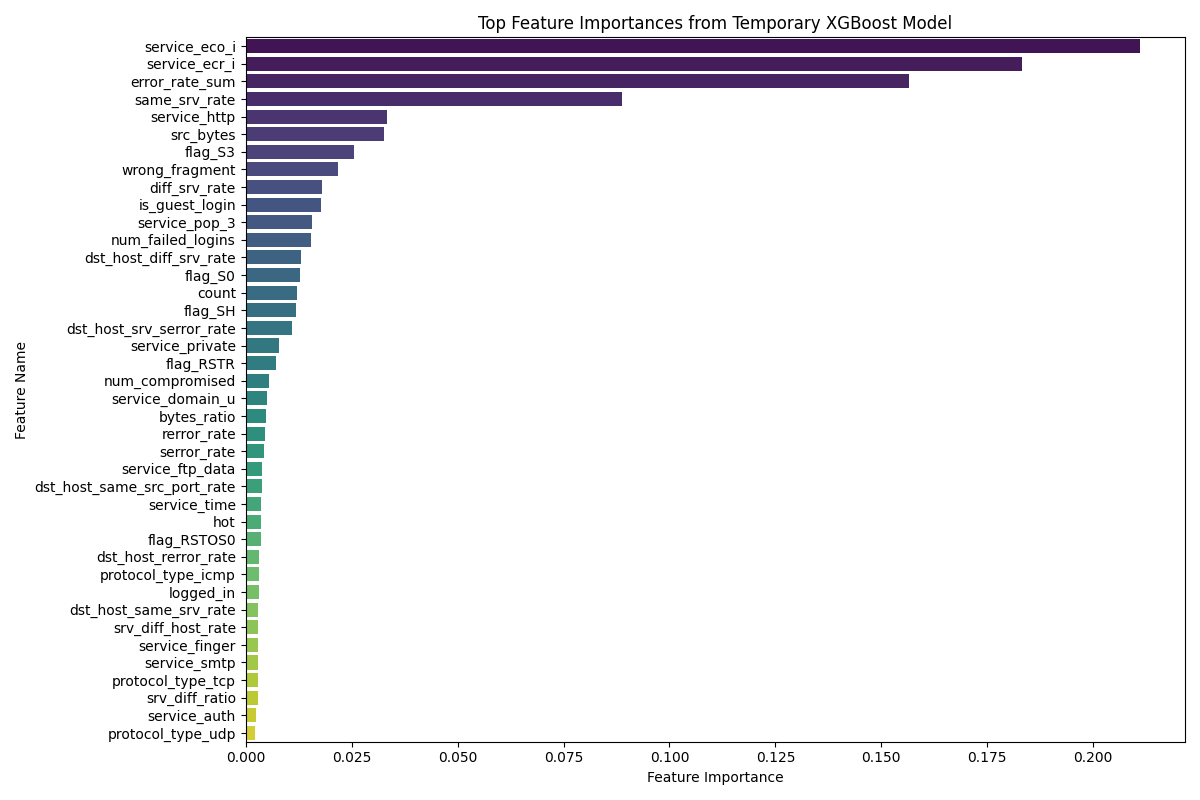 Top Feature Importances from Temporary XGBoost Model
Feature Name
service_eco_i
service_ecr_i
error_rate_sum
same_srv_rate
service_http
src_bytes
flag_S3
wrong_fragment
diff_srv_rate
is_guest_login
service_pop_3
num_failed_logins
dst_host_diff_srv_rate
flag_S0
count
flag_SH
dst_host_srv_serror_rate
service_private
flag_RSTR
num_compromised
service_domain_u
bytes_ratio
rerror_rate
serror_rate
service_ftp_data
dst_host_same_src_port_rate
service_time
hot
flag_RSTOS0
dst_host_rerror_rate
protocol_type_icmp
logged_in
dst_host_same_srv_rate
srv_diff_host_rate
service_finger
service_smtp
protocol_type_tcp
srv_diff_ratio
service_auth
protocol_type_udp
0.000 0.025 0.050 0.075 0.100 0.125 0.150 0.175 0.200
Feature Importance